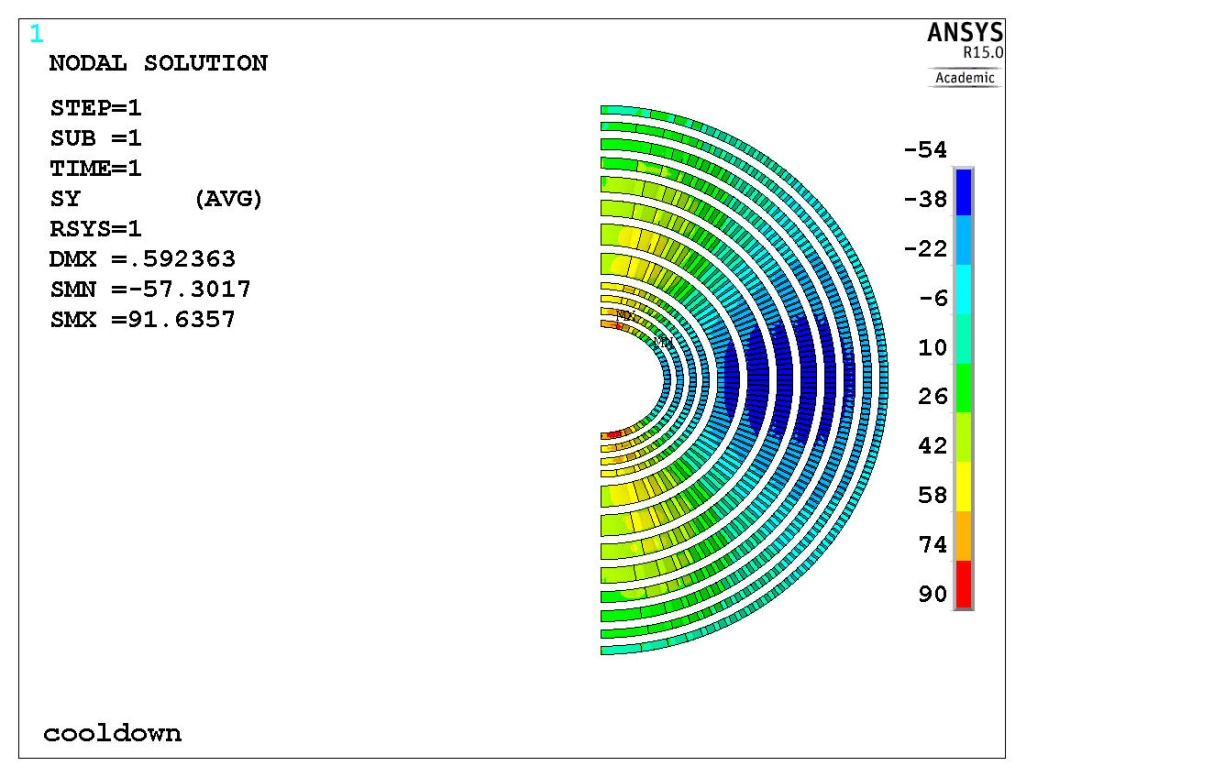 1
NODAL SOLUTION
STEP=1
SUB =1
TIME=1
SY (AVG)
RSYS=1
DMX =.592363
SMN =-57.3017
SMX =91.6357
ANSYS
R15.0
Academic
-54
-38
-22
-6
10
26
42
58
74
90
cooldown